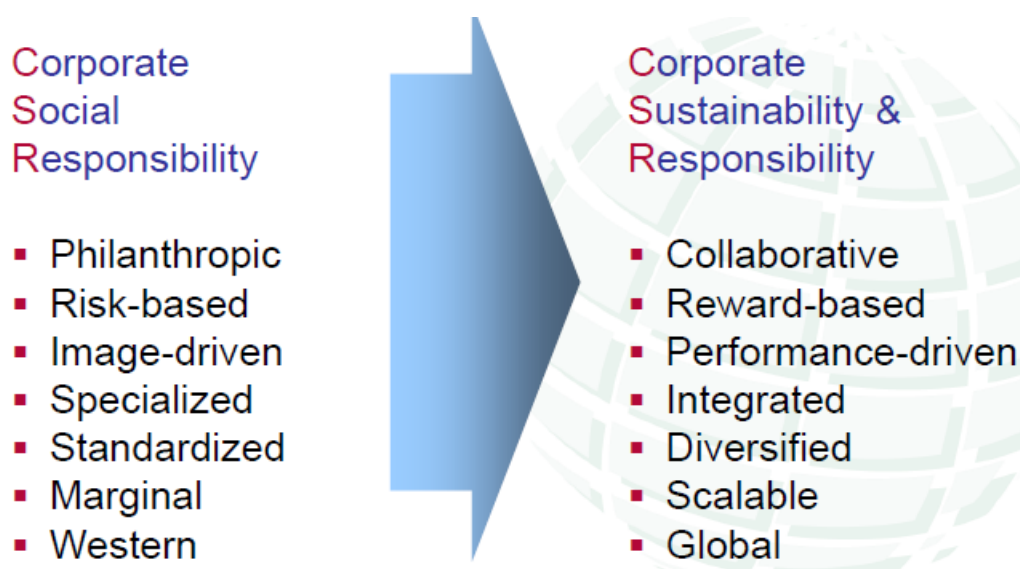 Corporate
Social
Responsibility
▪ Philanthropic
▪ Risk-based
▪ Image-driven
▪ Specialized
▪ Standardized
▪ Marginal
▪ Western
Corporate
Sustainability &
Responsibility
▪ Collaborative
▪ Reward-based
▪ Performance-driven
▪ Integrated
▪ Diversified
▪ Scalable
▪ Global